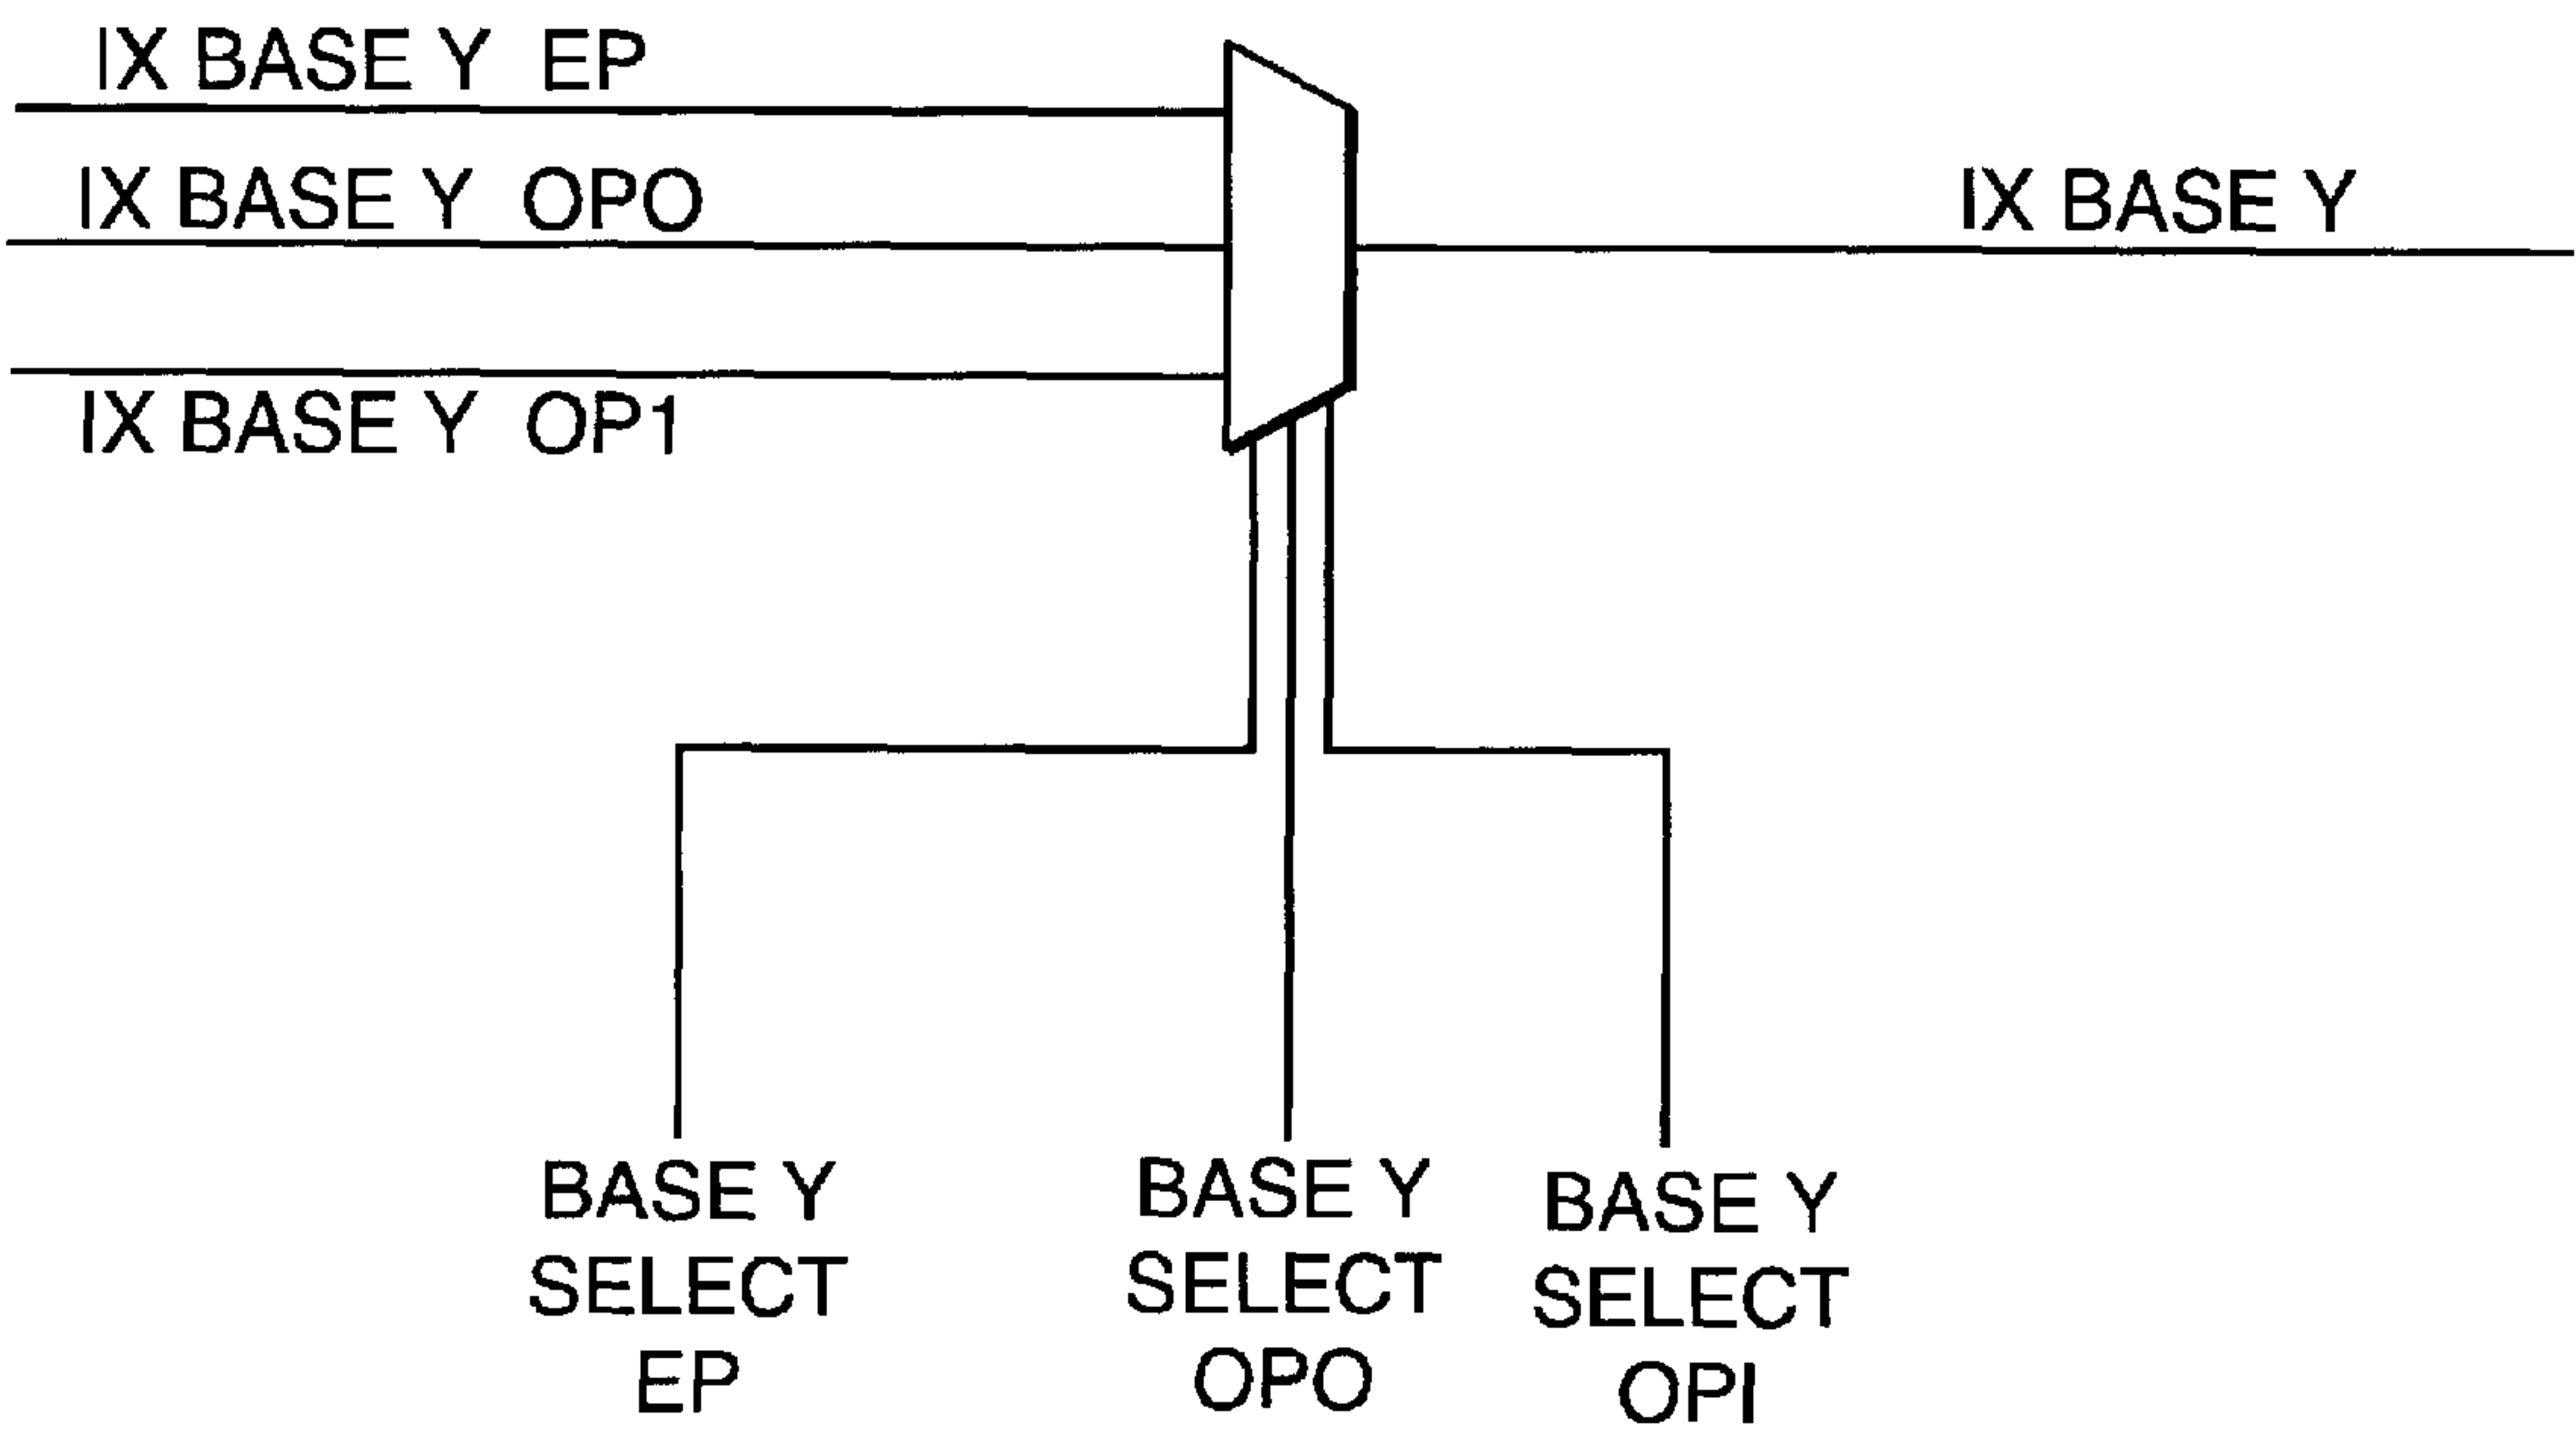 IX BASE Y EP
IX BASE Y OPO
IX BASE Y
IX BASE Y OP1
BASE Y
SELECT
EP
BASE Y
SELECT
OPO
BASE Y
SELECT
OPI